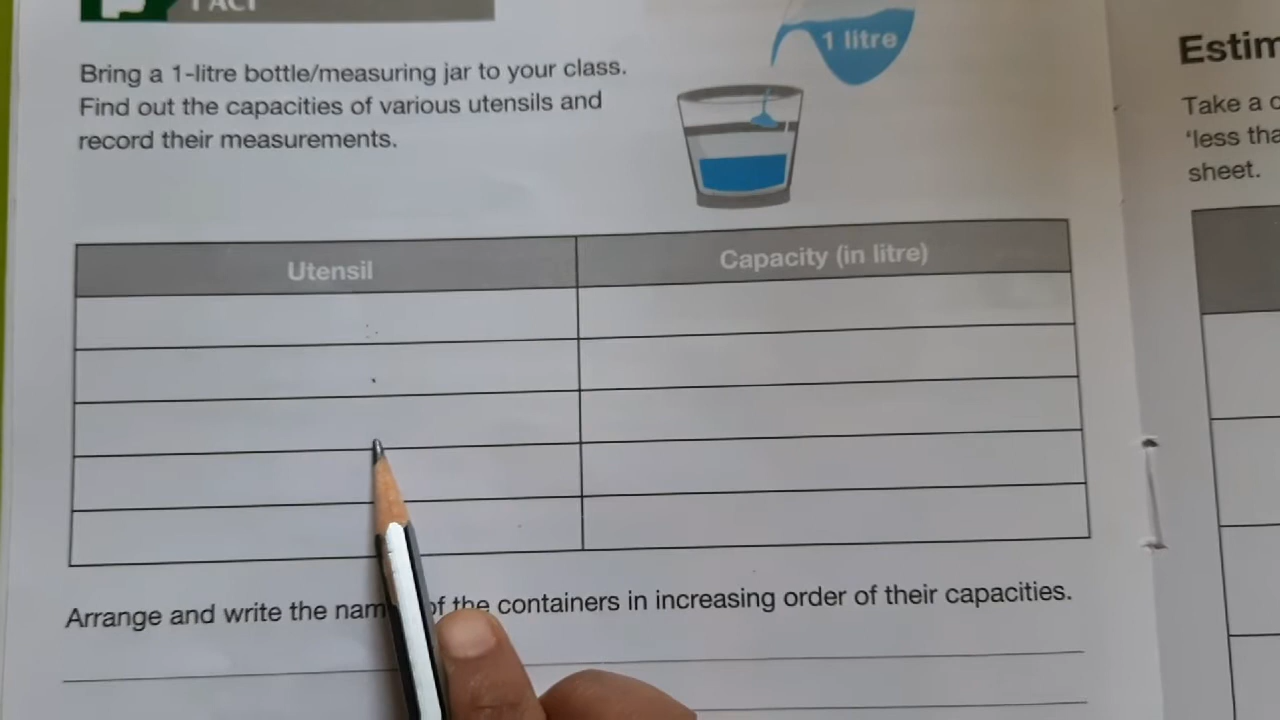 FACT
Bring a 1-litre bottle/measuring jar to your class.
Find out the capacities of various utensils and
record their measurements.
1 litre
Utensil
Capacity (in litre)
Arrange and write the nam of the containers in increasing order of their capacities.
Estim
Take a c
‘less tha
sheet.